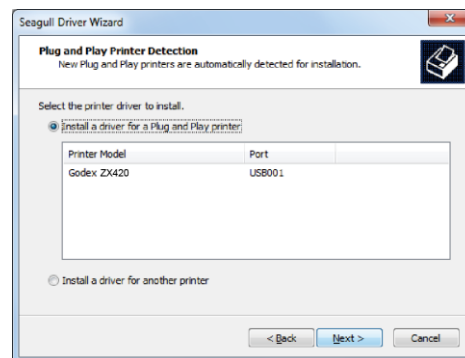 Seagull Driver Wizard
Plug and Play Printer Detection
New Plug and Play printers are automatically detected for installation.
Select the printer driver to install.
Install a driver for a Plug and Play printer
Printer Model Port
Godex ZX420 USB001
Install a driver for another printer
< Back Next > Cancel